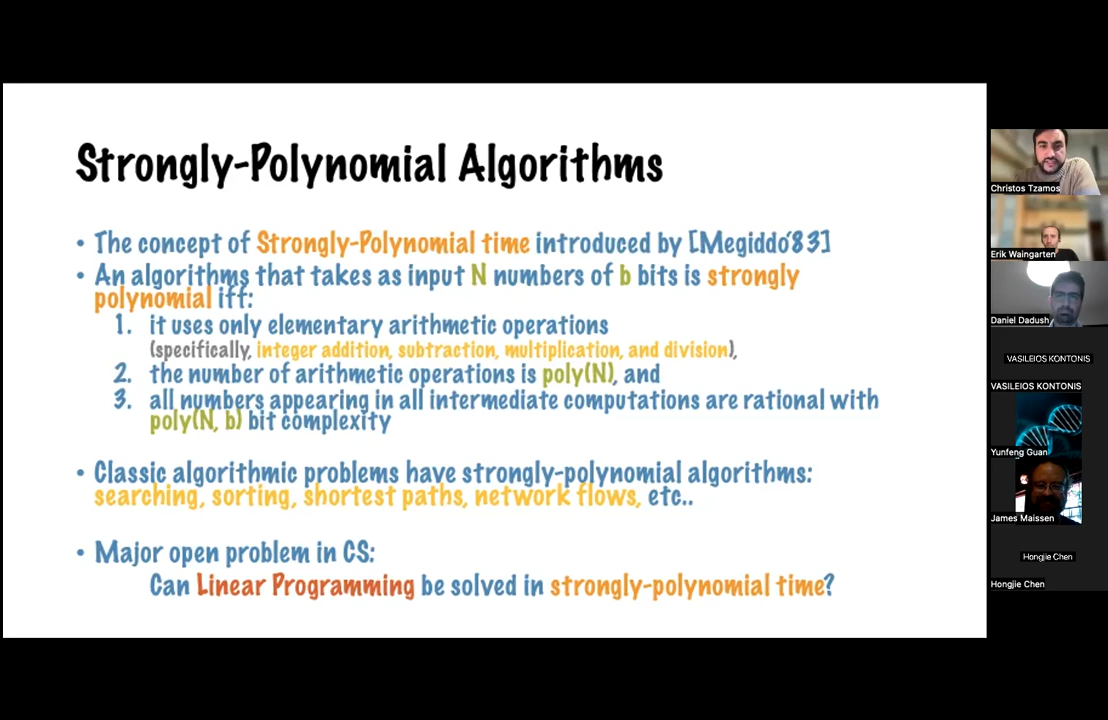 Strongly-Polynomial Algorithms
• The concept of Strongly-Polynomial time introduced by [Megiddo'83]
• An algorithms that takes as input N numbers of b bits is strongly
polynomial iff:
1. it uses only elementary arithmetic operations
(specifically, integer addition, subtraction, multiplication, and division),
2. the number of arithmetic operations is poly(N), and
3. all numbers appearing in all intermediate computations are rational with
poly(N, b) bit complexity
• Classic algorithmic problems have strongly-polynomial algorithms:
searching, sorting, shortest paths, network flows, etc..
• Major open problem in CS:
Can Linear Programming be solved in strongly-polynomial time?
Christos Tzamos
Erik Waingarten
Daniel Dadush
VASILEIOS KONTONIS
VASILEIOS KONTONIS
Yunfeng Guan
James Maissen
Hongjie Chen
Hongjie Chen